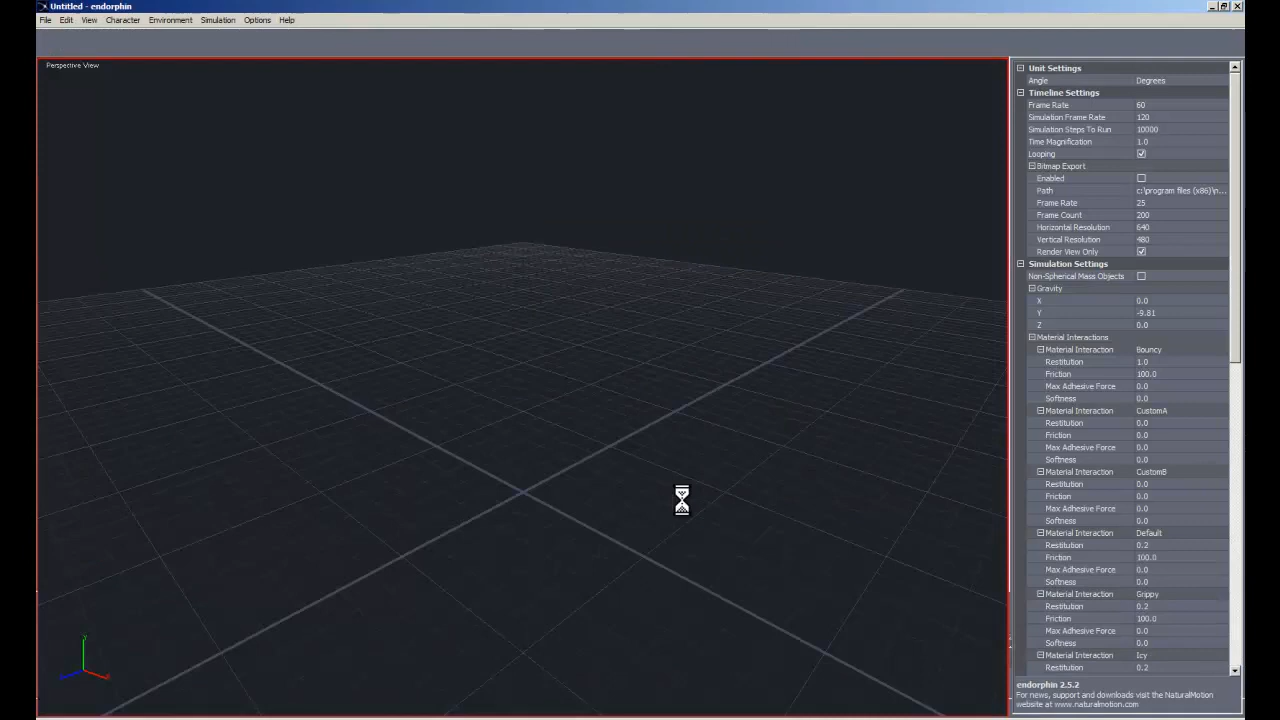 Untitled - endorphin
File Edit View Character Environment Simulation Options Help
Perspective View
Unit Settings
Angle Degrees
Timeline Settings
Frame Rate 60
Simulation Frame Rate 120
Simulation Steps To Run 10000
Time Magnification 1.0
Looping
Bitmap Export
Enabled
Path c:\program files (x86)\n...
Frame Rate 25
Frame Count 200
Horizontal Resolution 640
Vertical Resolution 480
Render View Only
Simulation Settings
Non-Spherical Mass Objects
Gravity
X 0.0
Y -9.81
Z 0.0
Material Interactions
Material Interaction Bouncy
Restitution 1.0
Friction 100.0
Max Adhesive Force 0.0
Softness 0.0
Material Interaction CustomA
Restitution 0.0
Friction 0.0
Max Adhesive Force 0.0
Softness 0.0
Material Interaction CustomB
Restitution 0.0
Friction 0.0
Max Adhesive Force 0.0
Softness 0.0
Material Interaction Default
Restitution 0.2
Friction 100.0
Max Adhesive Force 0.0
Softness 0.0
Material Interaction Grippy
Restitution 0.2
Friction 100.0
Max Adhesive Force 0.0
Softness 0.0
Material Interaction Icy
Restitution 0.2
endorphin 2.5.2
For news, support and downloads visit the NaturalMotion
website at www.naturalmotion.com
Y